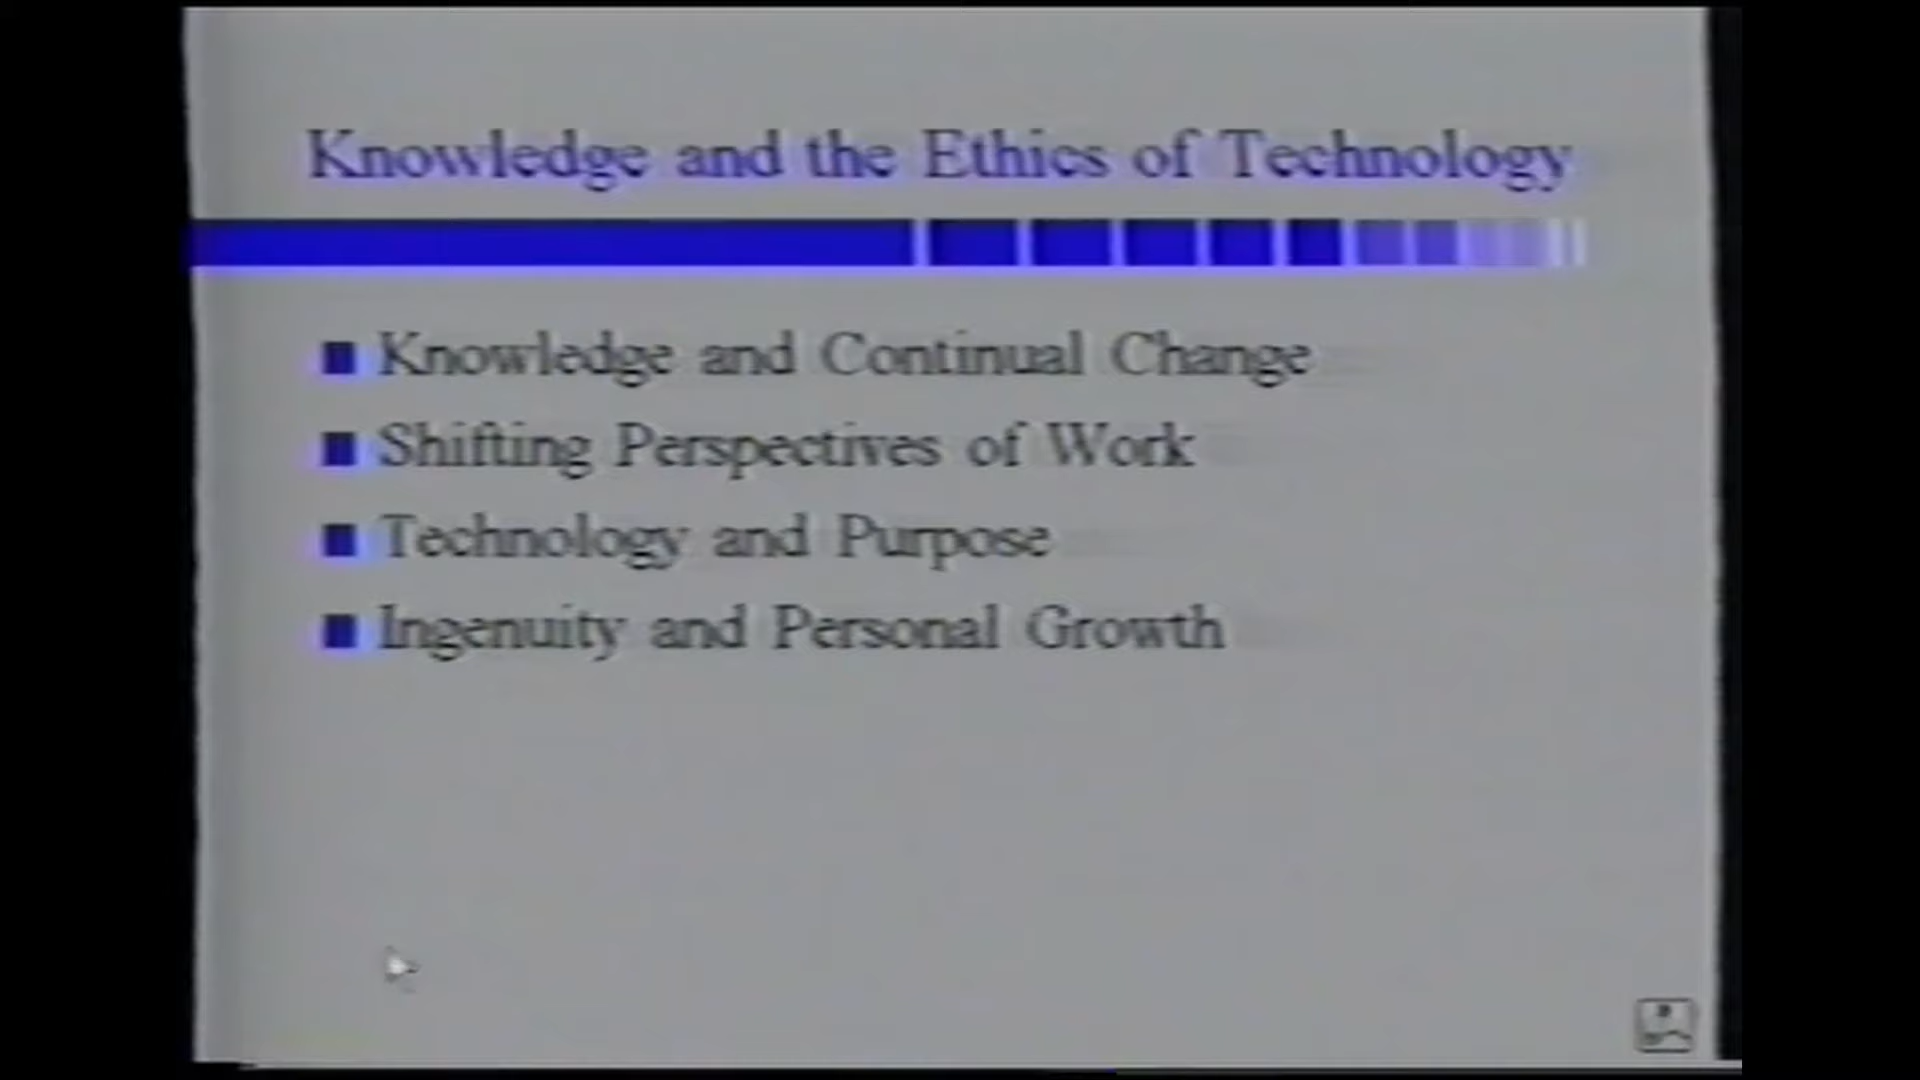 Knowledge and the Ethics of Technology
Knowledge and Continual Change
Shifting Perspectives of Work
Technology and Purpose
Ingenuity and Personal Growth